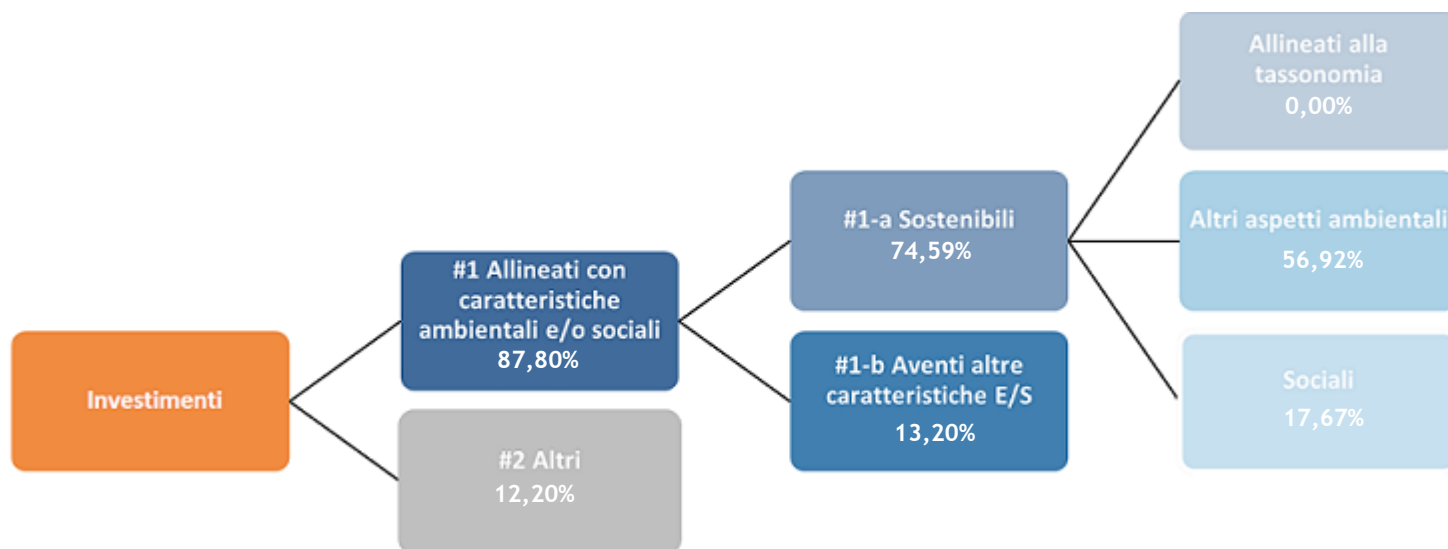 Investimenti
#1 Allineati con
caratteristiche
ambientali e/o sociali
87,80%
#2 Altri
12,20%
#1-a Sostenibili
74,59%
#1-b Aventi altre
caratteristiche E/S
13,20%
Allineati alla
tassonomia
0,00%
Altri aspetti ambientali
56,92%
Sociali
17,67%